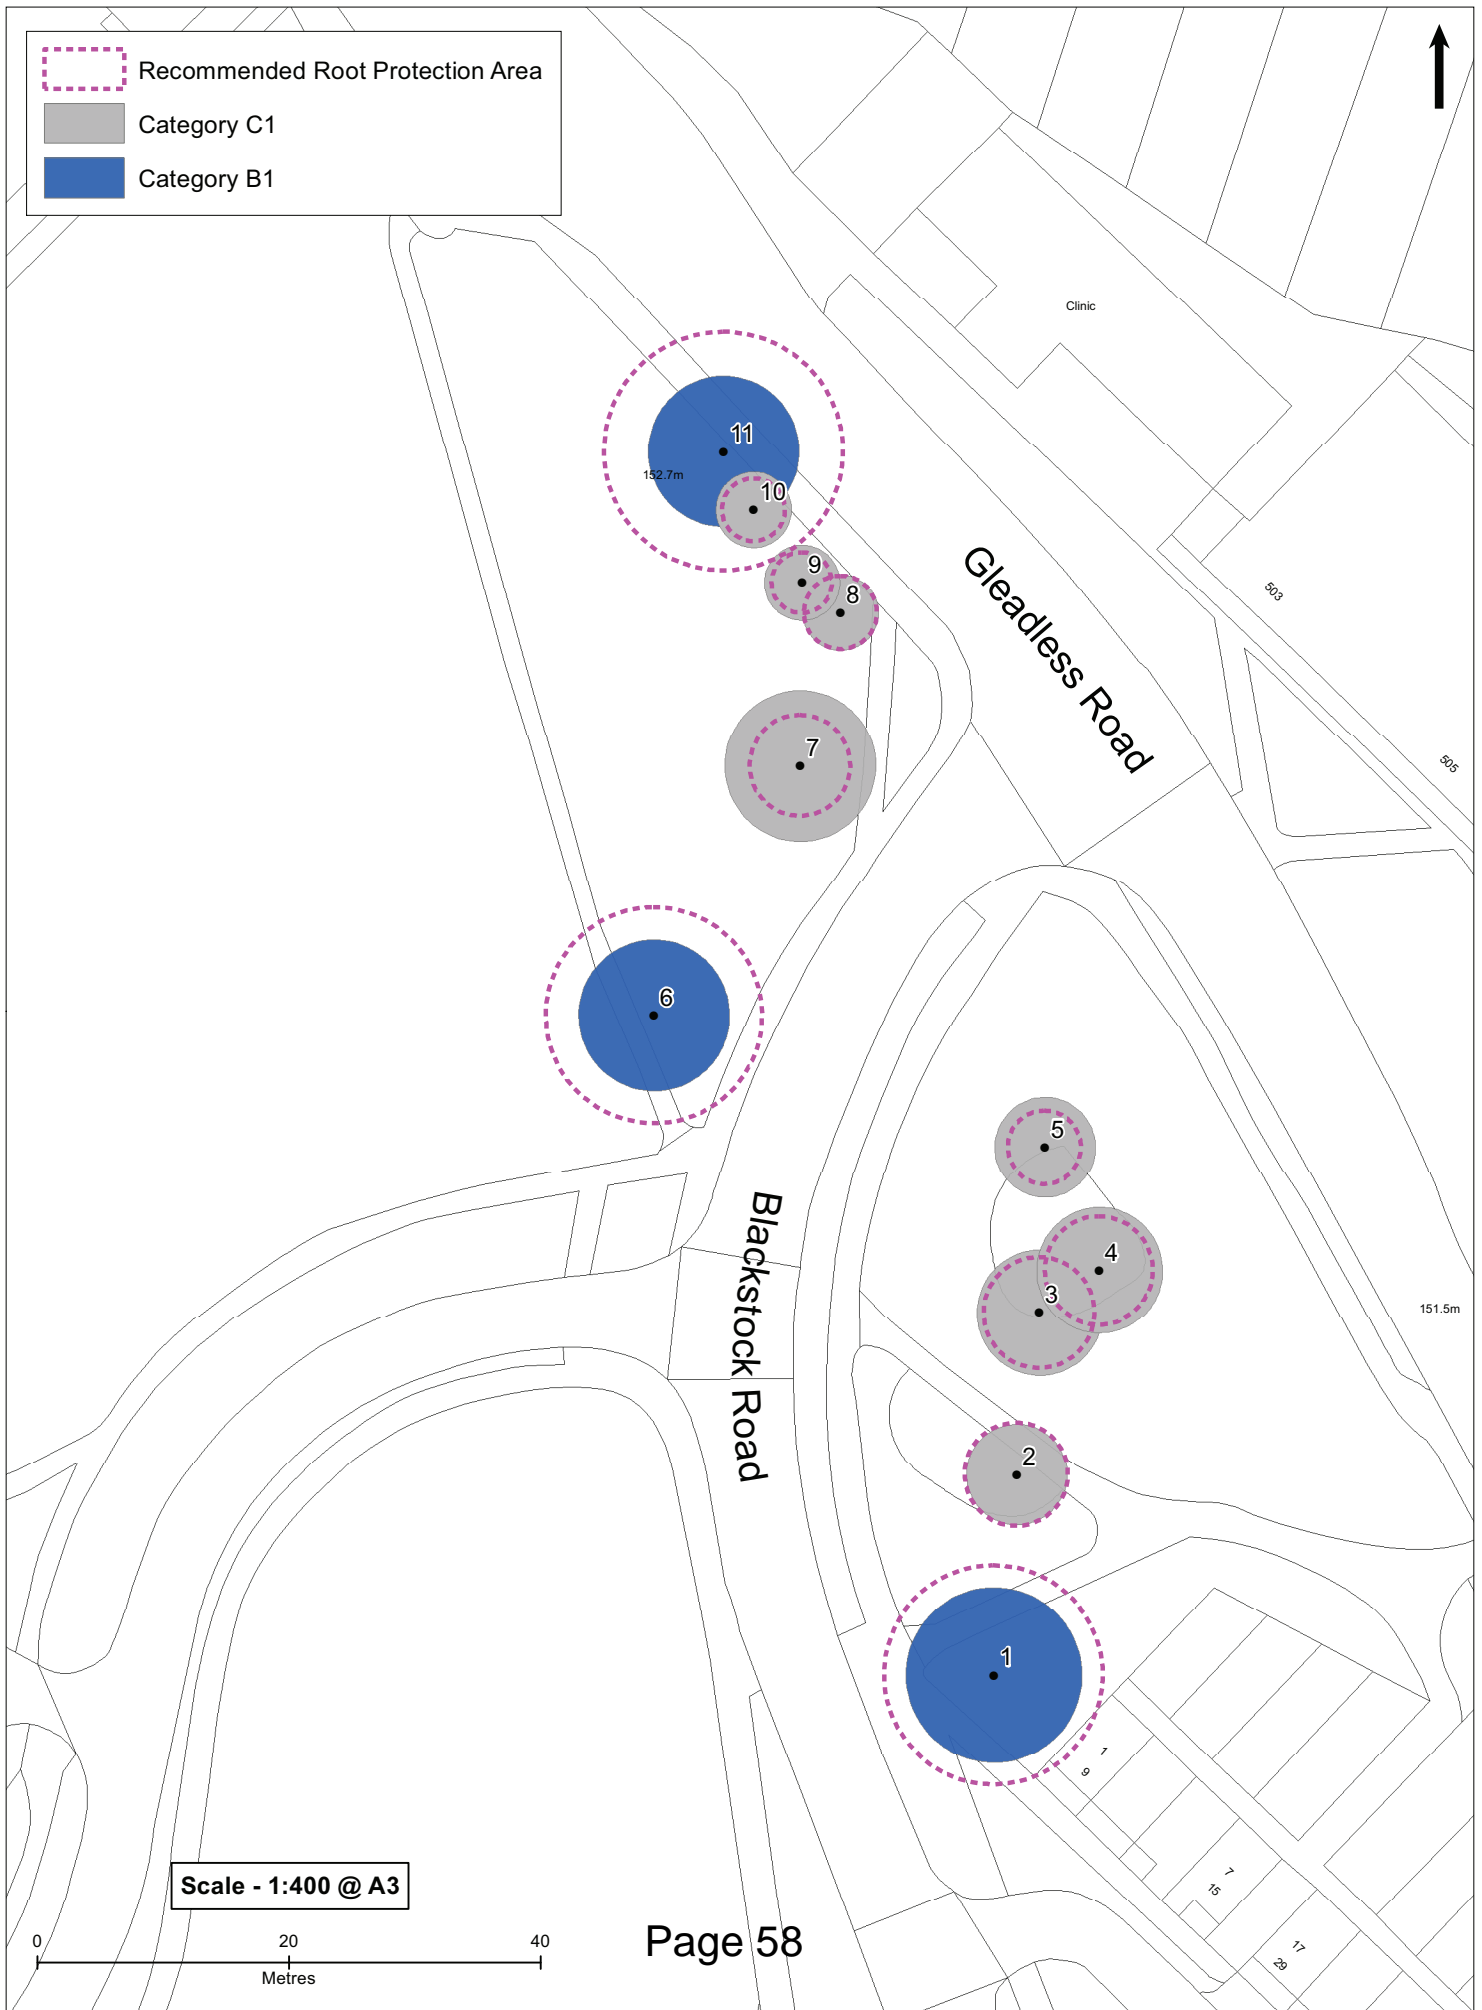 Recommended Root Protection Area
Category C1
Category B1
Clinic
11
152.7m
10
9
8
Gleadless Road
503
7
505
6
5
Blackstock Road
4
3
151.5m
2
1
1
9
7
15
17
29
Scale - 1:400 @ A3
0 20 40
Metres
Page 58